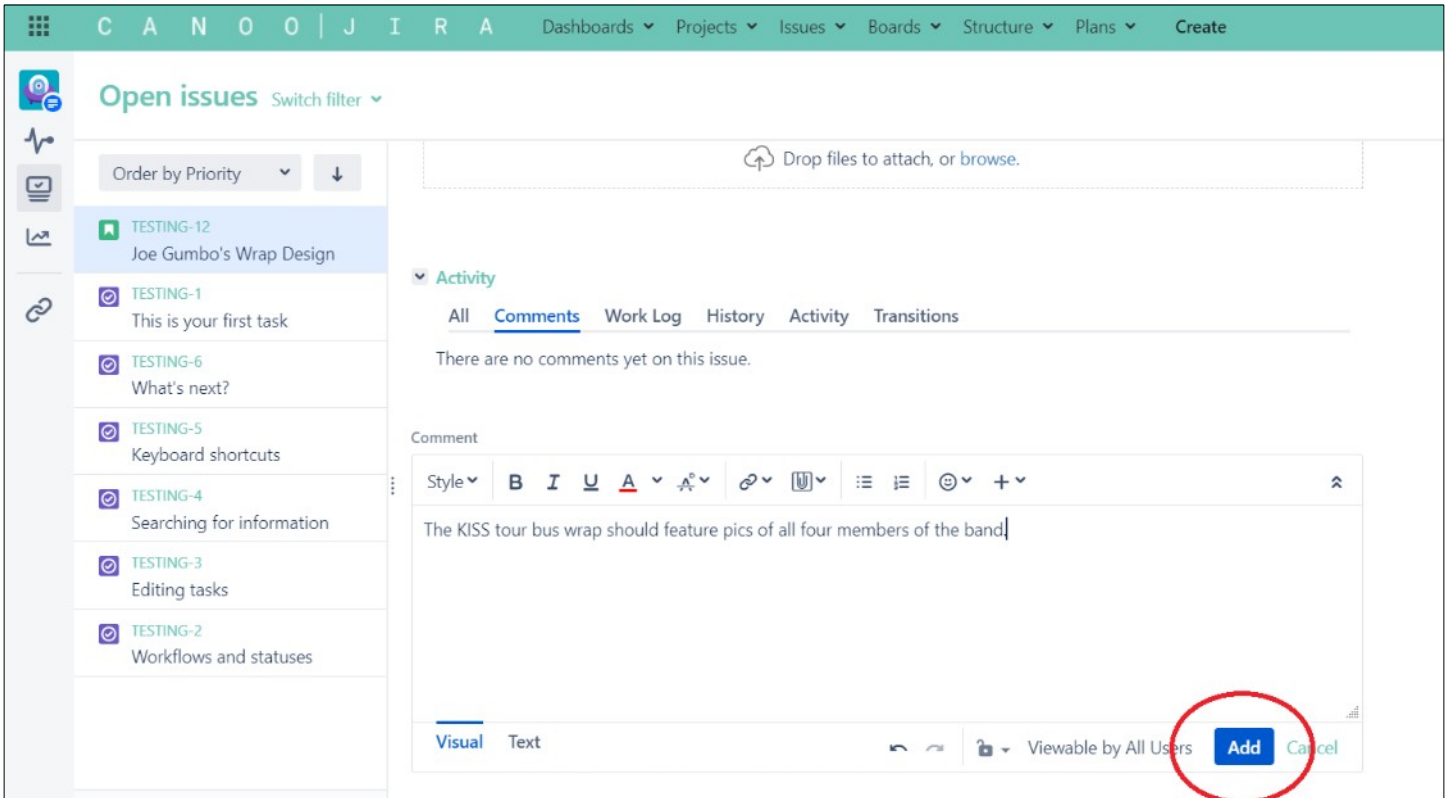 CANOO|JIRA Dashboards Projects Issues Boards Structure Plans Create
Open issues Switch filter
Order by Priority
TESTING-12
Joe Gumbo's Wrap Design
TESTING-1
This is your first task
TESTING-6
What's next?
TESTING-5
Keyboard shortcuts
TESTING-4
Searching for information
TESTING-3
Editing tasks
TESTING-2
Workflows and statuses
Drop files to attach, or browse.
Activity
All Comments Work Log History Activity Transitions
There are no comments yet on this issue.
Comment
Style B I U A
The KISS tour bus wrap should feature pics of all four members of the band.
Visual Text Viewable by All Users Add Cancel